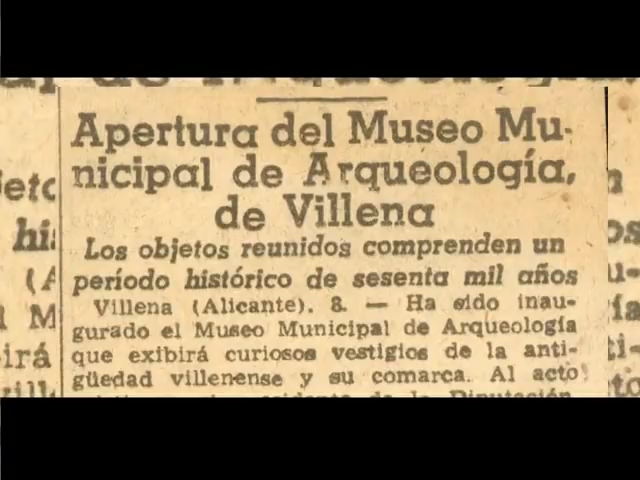 Apertura del Museo Mu-
nicipal de Arqueología,
de Villena
Los objetos reunidos comprenden un
período histórico de sesenta mil años
Villena (Alicante), 8. — Ha sido inau-
gurado el Museo Municipal de Arqueología
que exibirá curiosos vestigios de la anti-
güedad villenense y su comarca. Al acto